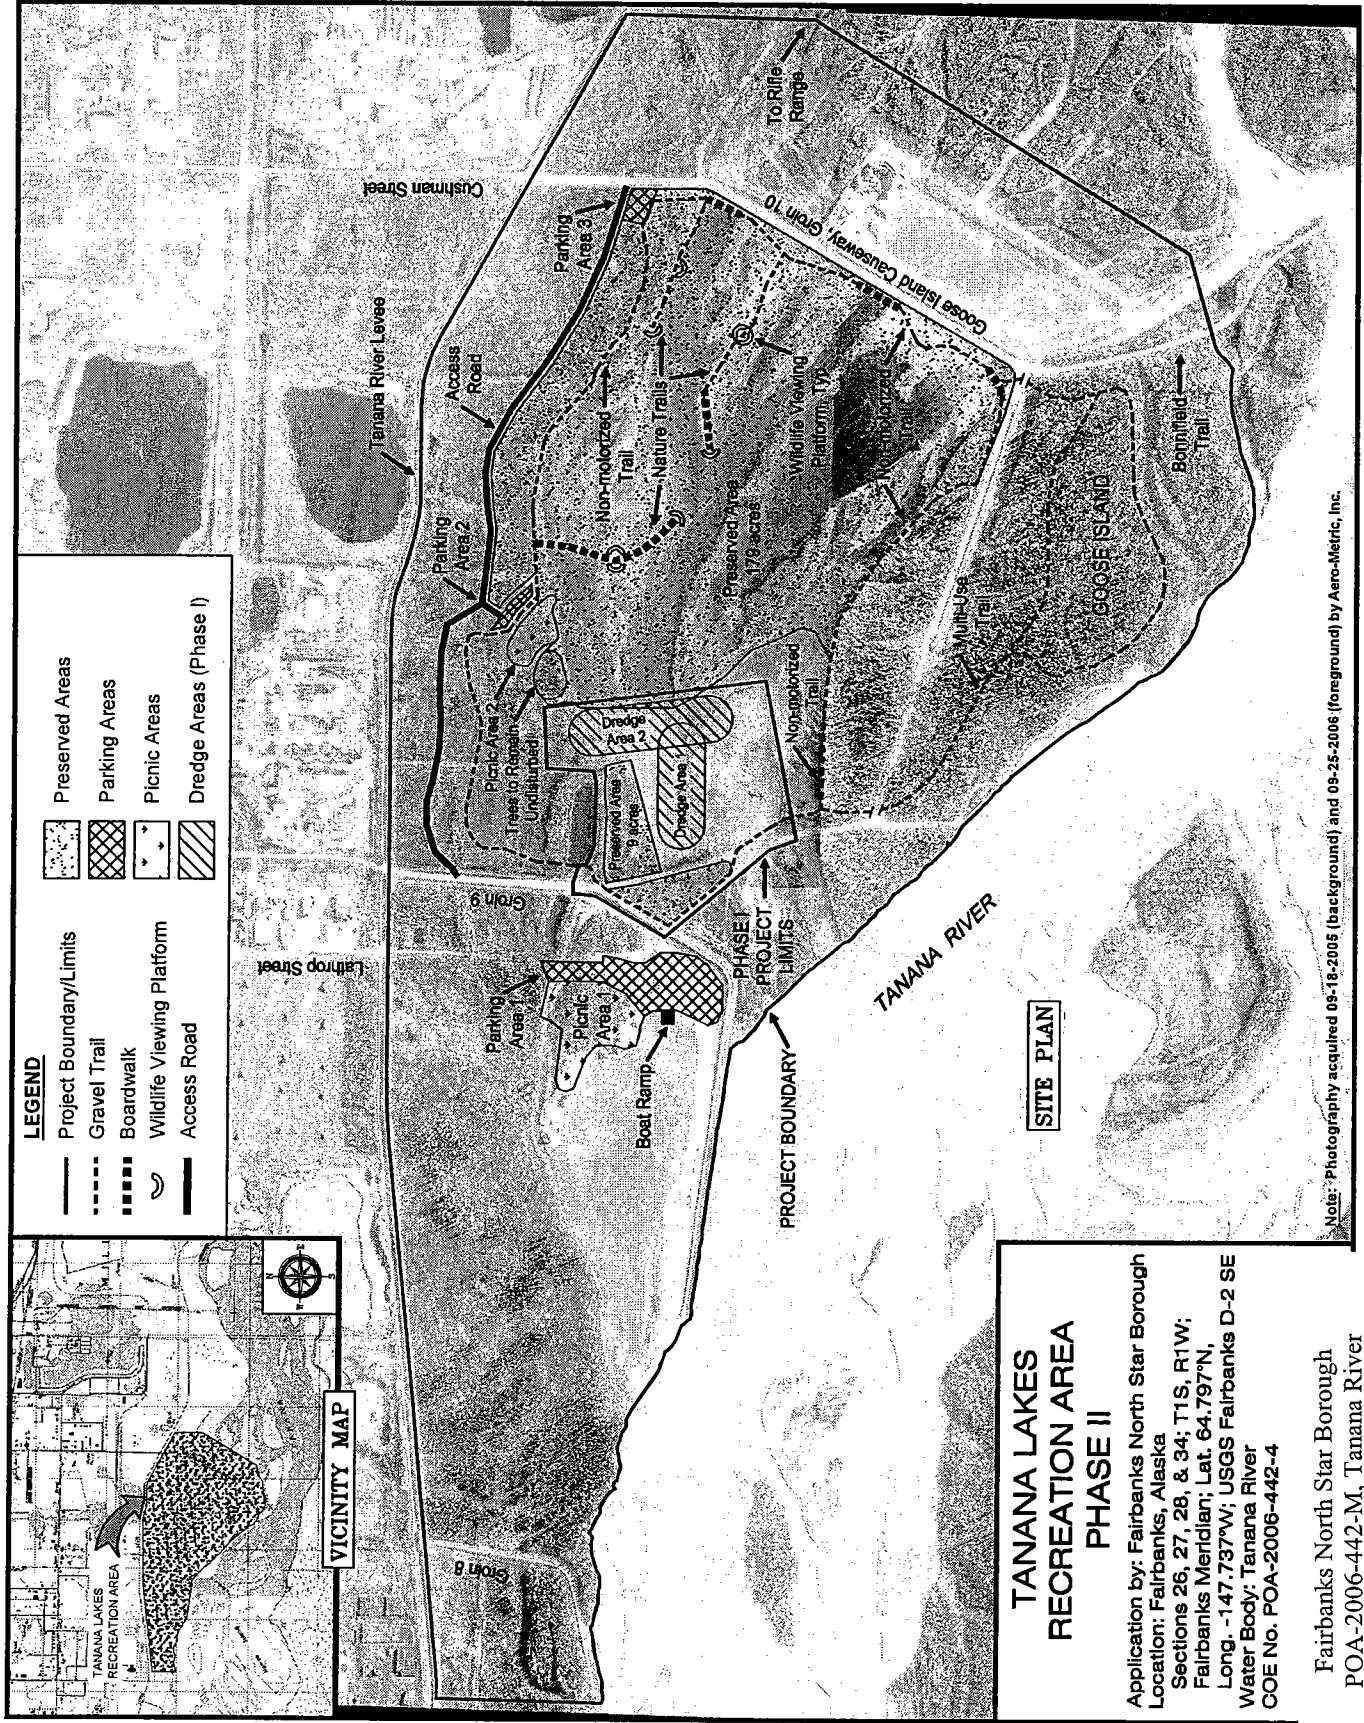 LEGEND
Project Boundary/Limits
Gravel Trail
Boardwalk
Wildlife Viewing Platform
Access Road
Preserved Areas
Parking Areas
Picnic Areas
Dredge Areas (Phase I)
TANANA LAKES
RECREATION AREA
N
E
S
W
VICINITY MAP
Tanana River Levee
Cushman Street
Lathrop Street
Access
Road
Parking
Area 3
Parking
Area 2
Parking
Area 1
To Rifle
Range
Goose Island Causeway, Groin 10
Groin 9
Groin 8
Non-motorized
Trail
Nature Trails
Wildlife Viewing
Platform, Typ.
Non-motorized
Trail
Preserved Area
179 acres
Picnic Area 2
Trees to Remain
Undisturbed
Dredge
Area 2
Preserved Area
9 acres
Dredge Area 1
Non-motorized
Trail
Multi-Use
Trail
GOOSE ISLAND
Bonnifield
Trail
Picnic
Area 1
Boat Ramp
PHASE I
PROJECT
LIMITS
PROJECT BOUNDARY
TANANA RIVER
SITE PLAN
Note: Photography acquired 09-18-2005 (background) and 09-25-2006 (foreground) by Aero-Metric, Inc.
TANANA LAKES
RECREATION AREA
PHASE II
Application by: Fairbanks North Star Borough
Location: Fairbanks, Alaska
Sections 26, 27, 28, & 34; T1S, R1W;
Fairbanks Meridian; Lat. 64.797°N,
Long. -147.737°W; USGS Fairbanks D-2 SE
Water Body: Tanana River
COE No. POA-2006-442-4
Fairbanks North Star Borough
POA-2006-442-M, Tanana River